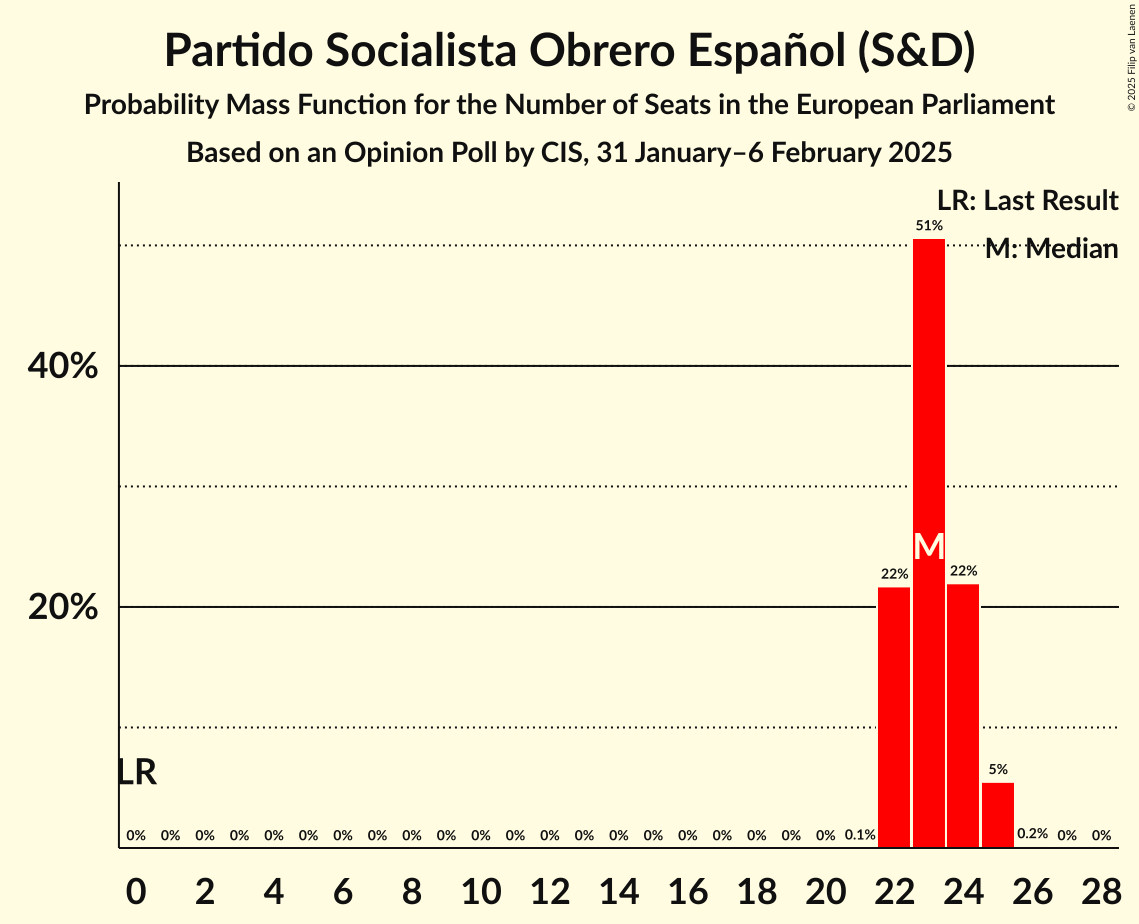 Partido Socialista Obrero Español (S&D)
Probability Mass Function for the Number of Seats in the European Parliament
Based on an Opinion Poll by CIS, 31 January–6 February 2025
© 2025 Filip van Laenen
LR: Last Result
M: Median
51%
40%
M
22% 22%
20%
LR
5%
0% 0% 0% 0% 0% 0% 0% 0% 0% 0% 0% 0% 0% 0% 0% 0% 0% 0% 0% 0% 0% 0.1% 0.2% 0% 0%
0 2 4 6 8 10 12 14 16 18 20 22 24 26 28